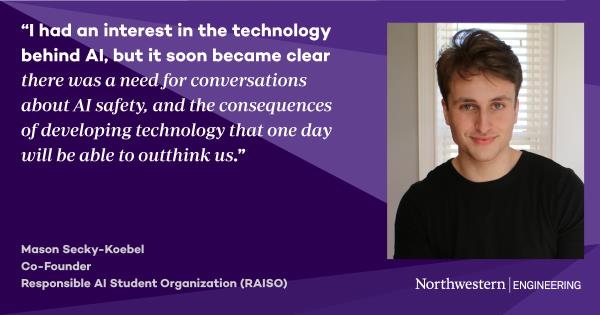 “I had an interest in the technology
behind AI, but it soon became clear
there was a need for conversations
about AI safety, and the consequences
of developing technology that one day
will be able to outthink us.”
Mason Secky-Koebel
Co-Founder
Responsible AI Student Organization (RAISO)
Northwestern | ENGINEERING